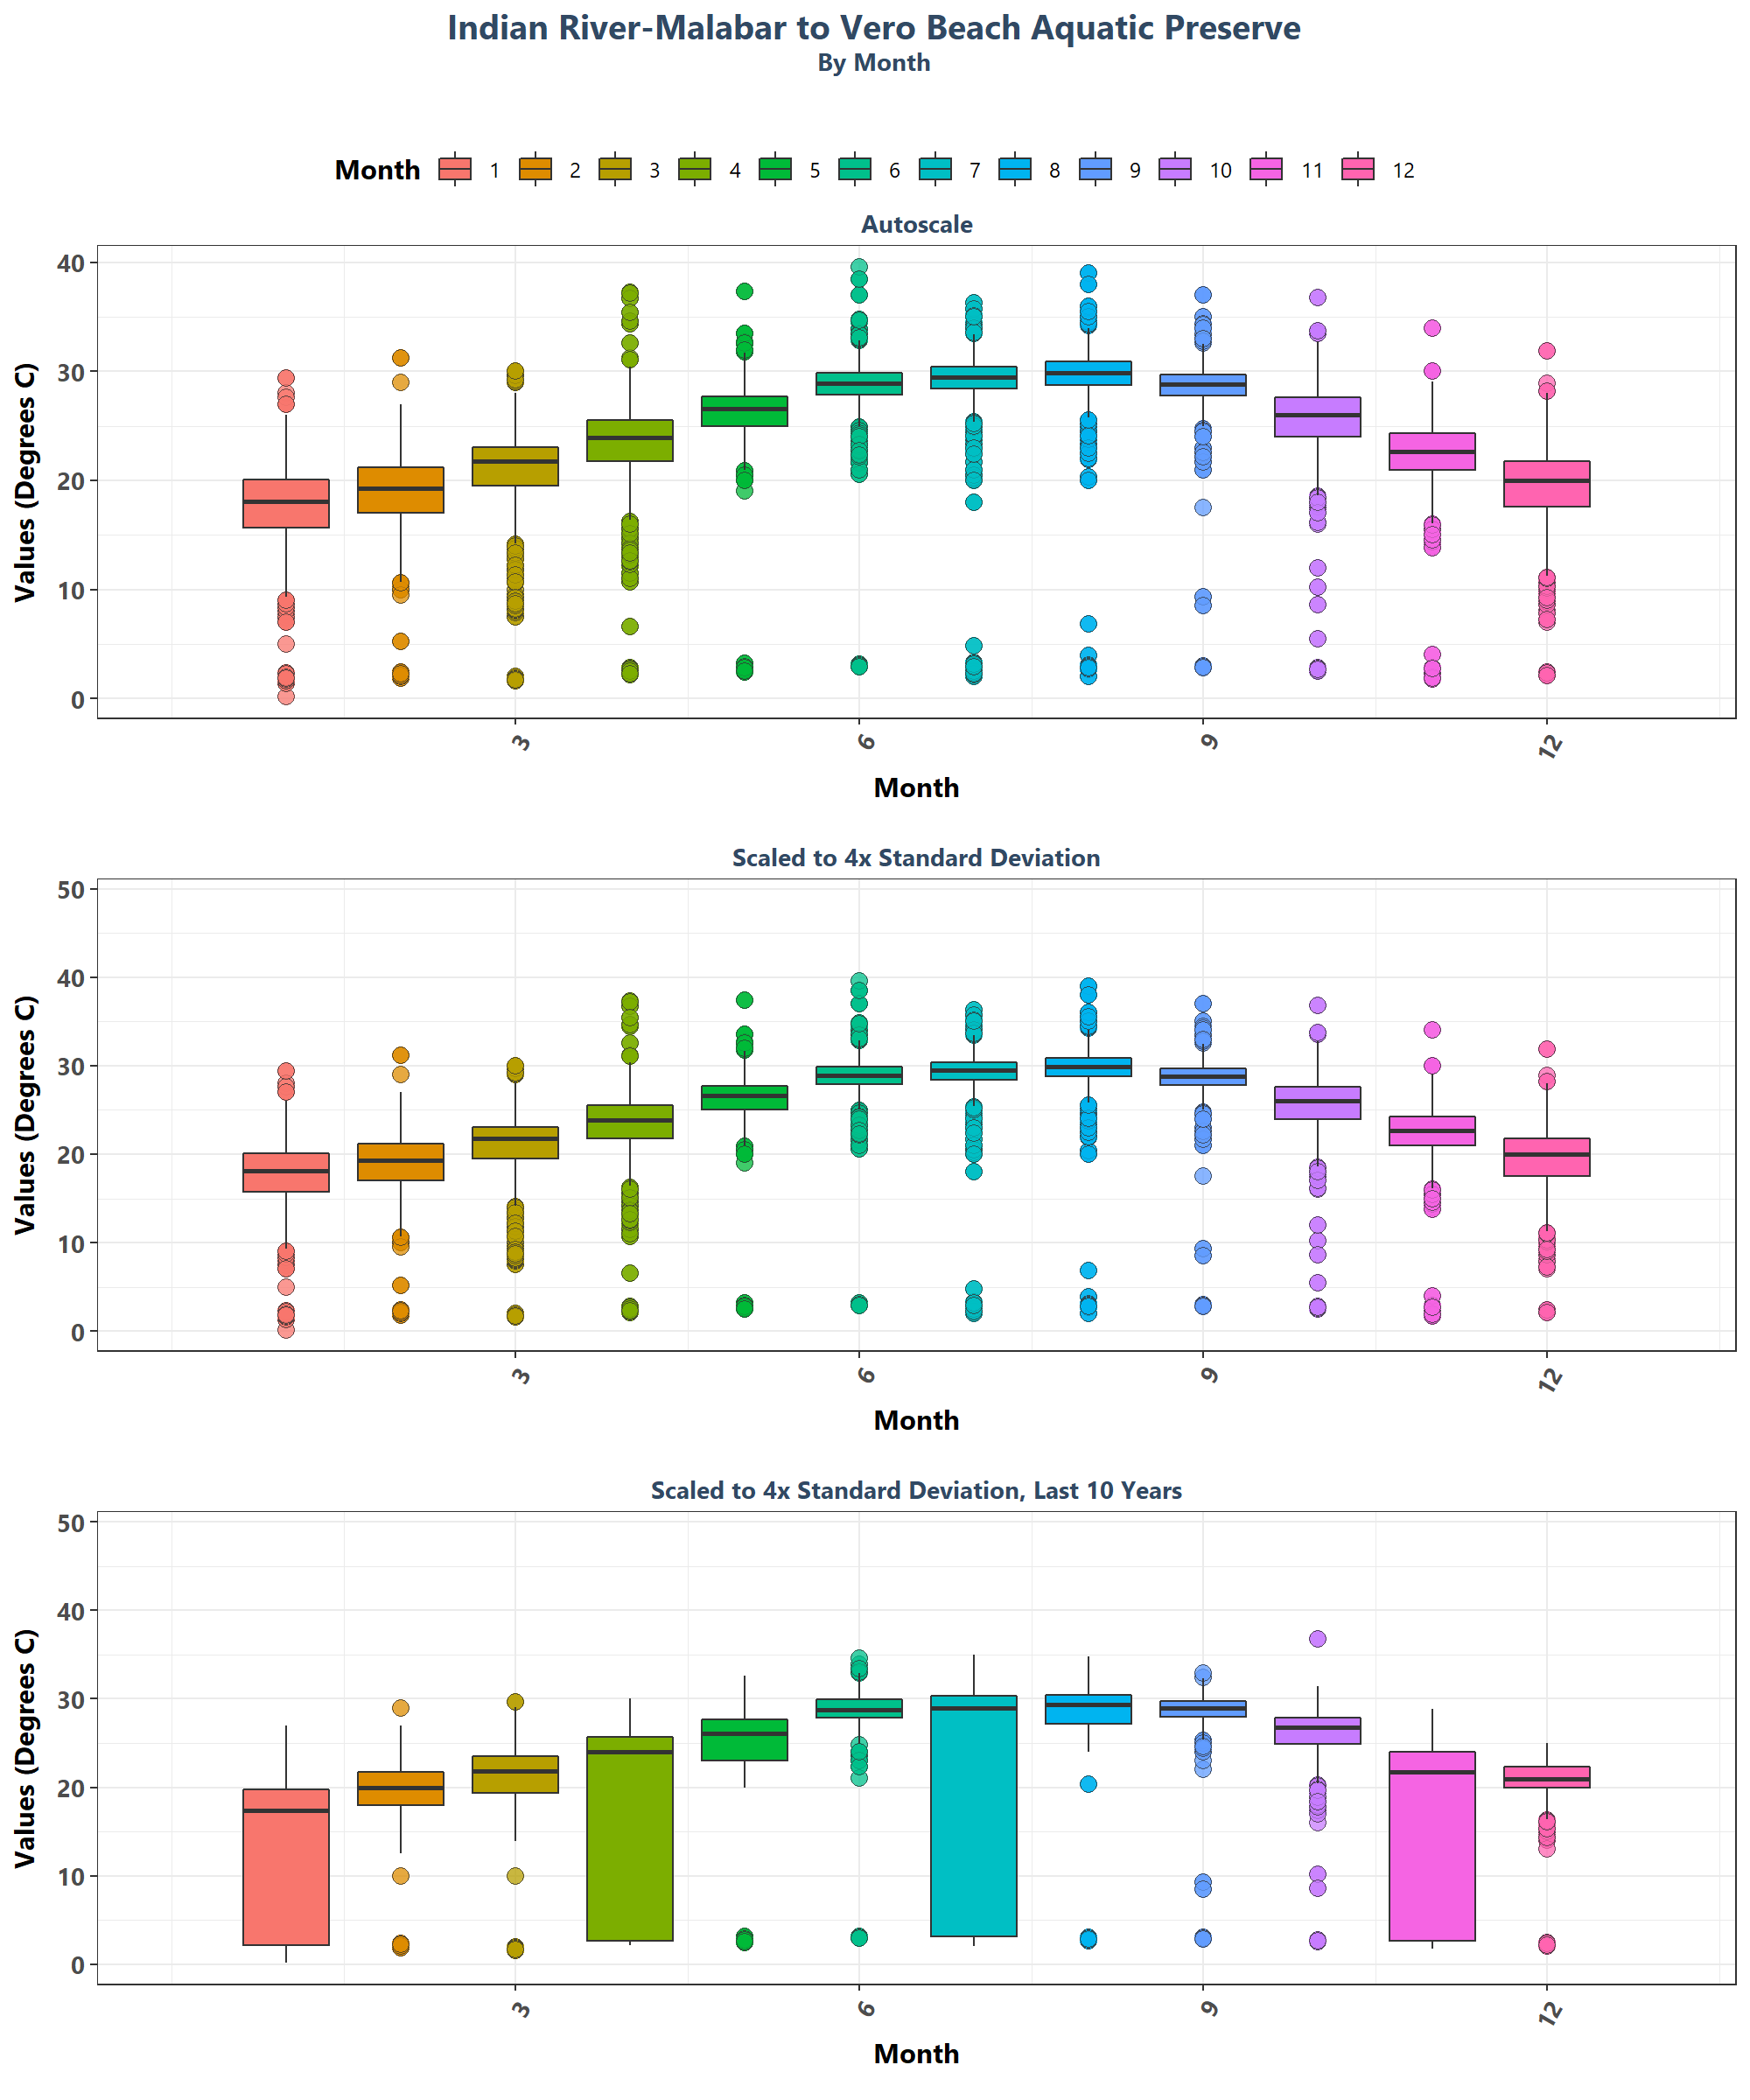 Indian River-Malabar to Vero Beach Aquatic Preserve
By Month
Month 1 2 3 4 5 6 7 8 9 10 11 12
Autoscale
Values (Degrees C)
40
30
20
10
0
3 6 9 12
Month
Scaled to 4x Standard Deviation
Values (Degrees C)
50
40
30
20
10
0
3 6 9 12
Month
Scaled to 4x Standard Deviation, Last 10 Years
Values (Degrees C)
50
40
30
20
10
0
3 6 9 12
Month